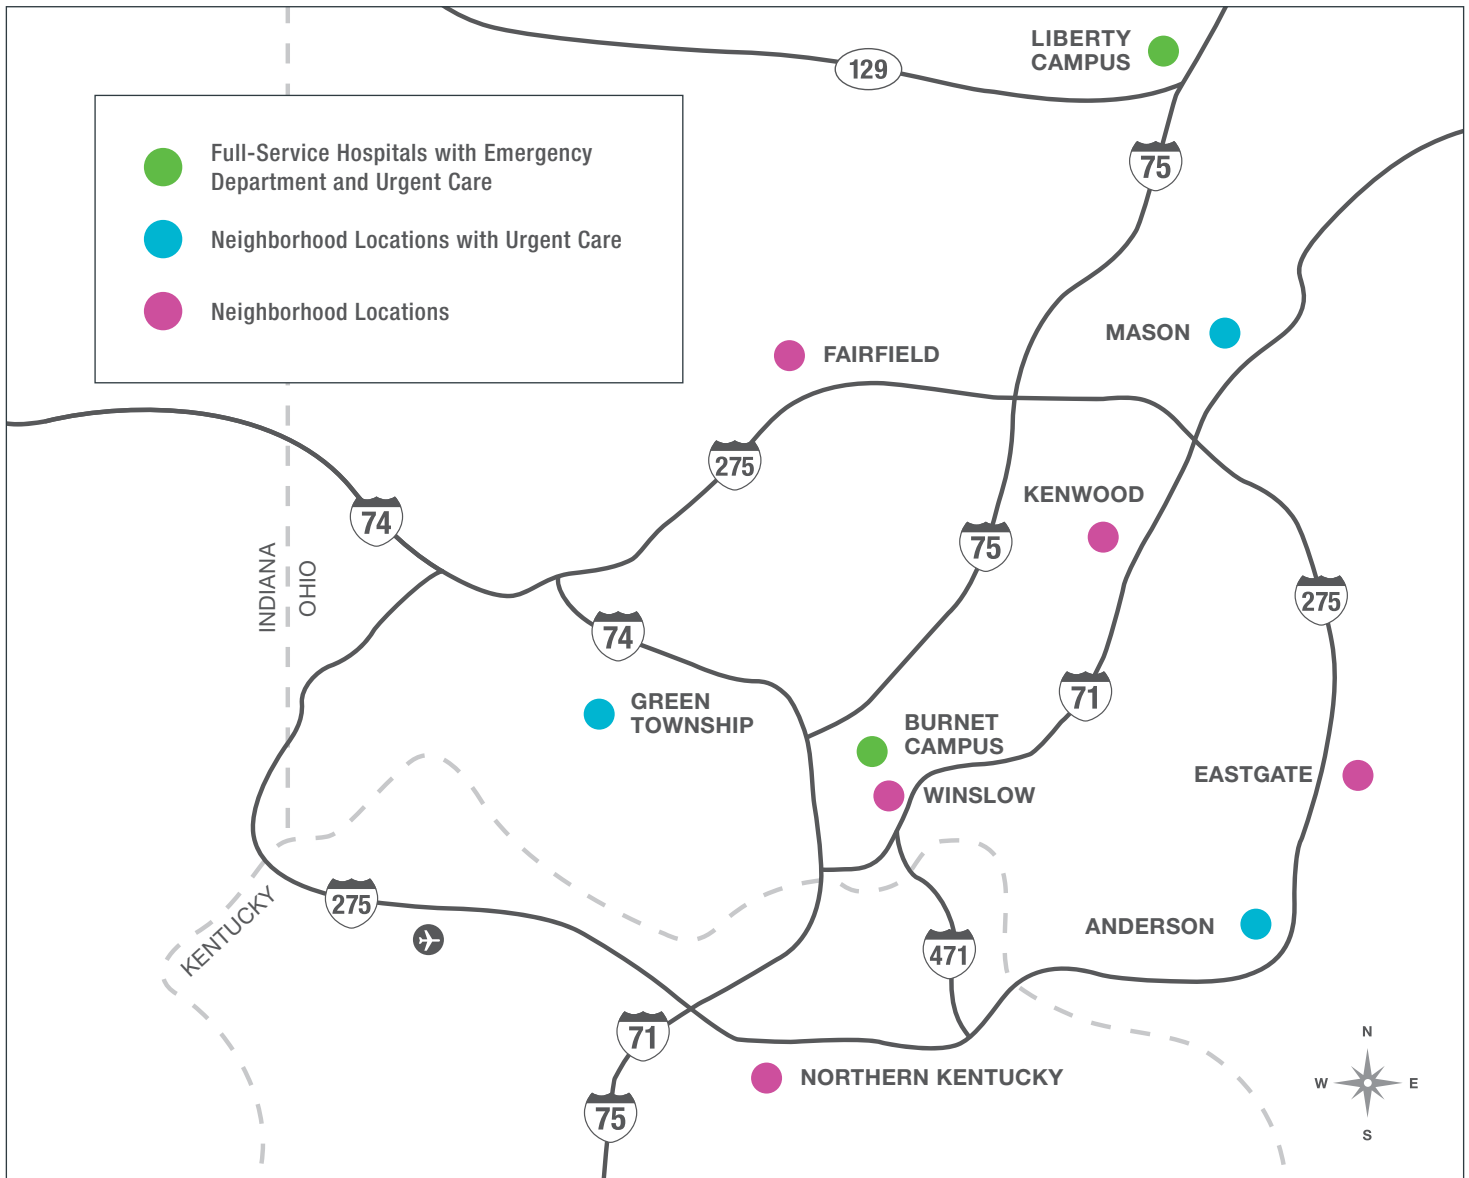 LIBERTY
CAMPUS
129
Full-Service Hospitals with Emergency
Department and Urgent Care
75
Neighborhood Locations with Urgent Care
Neighborhood Locations
MASON
FAIRFIELD
275
KENWOOD
74
75
INDIANA
OHIO
275
74
71
GREEN
TOWNSHIP
BURNET
CAMPUS
EASTGATE
WINSLOW
275
KENTUCKY
ANDERSON
471
71
N
NORTHERN KENTUCKY
W
E
75
S